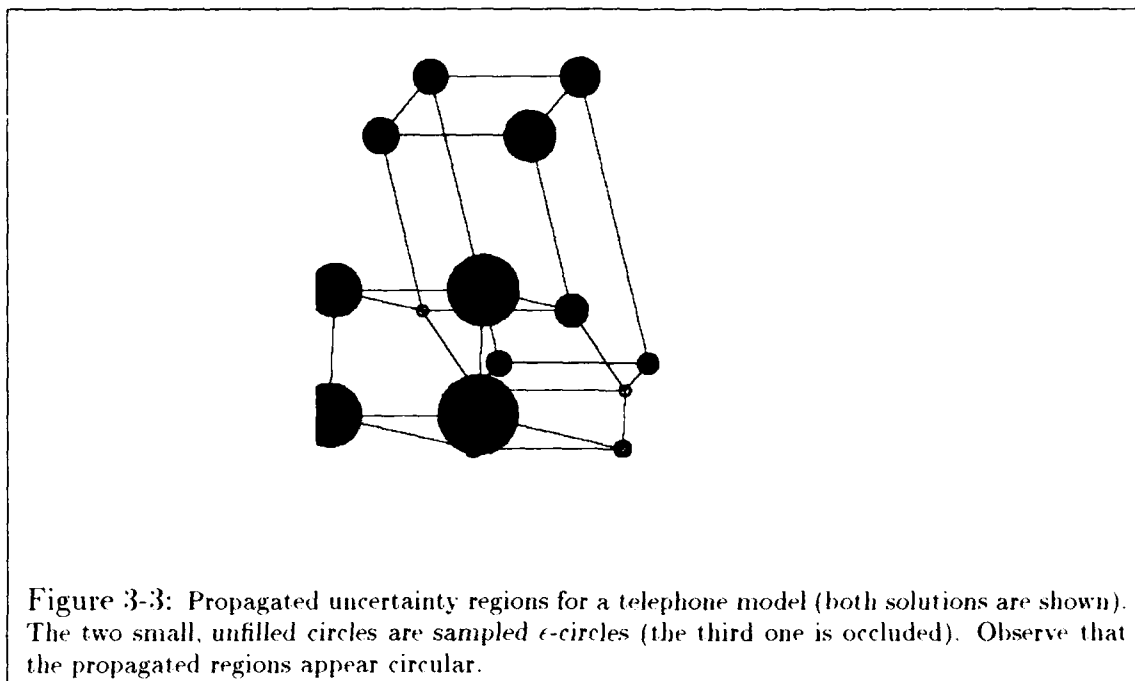 Figure 3-3: Propagated uncertainty regions for a telephone model (both solutions are shown).
The two small, unfilled circles are sampled ϵ-circles (the third one is occluded). Observe that
the propagated regions appear circular.